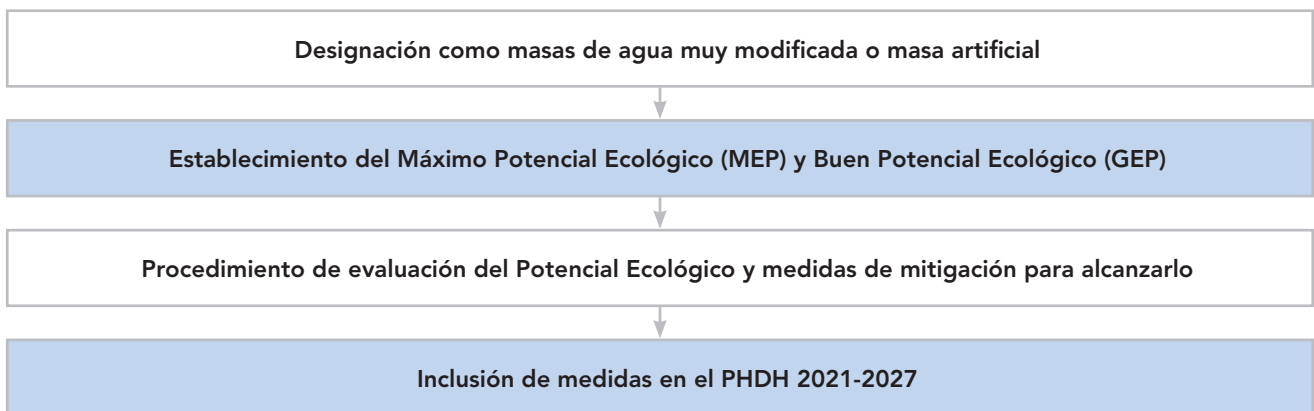 Designación como masas de agua muy modificada o masa artificial
Establecimiento del Máximo Potencial Ecológico (MEP) y Buen Potencial Ecológico (GEP)
Procedimiento de evaluación del Potencial Ecológico y medidas de mitigación para alcanzarlo
Inclusión de medidas en el PHDH 2021-2027